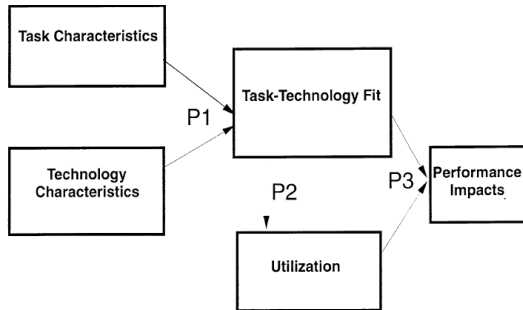 Task Characteristics
Task-Technology Fit
P1
Technology
Characteristics
P2
P3
Performance
Impacts
Utilization